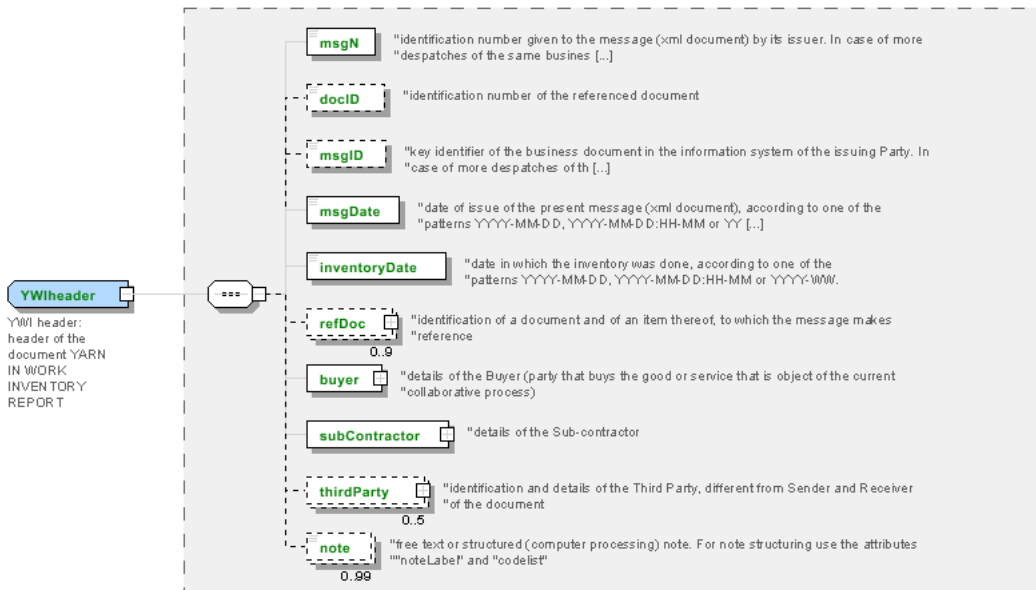 msgN
"identification number given to the message (xml document) by its issuer. In case of more
"despatches of the same busines [...]
docID
"identification number of the referenced document
msgID
"key identifier of the business document in the information system of the issuing Party. In
"case of more despatches of th [...]
msgDate
"date of issue of the present message (xml document), according to one of the
"patterns YYYY-MM-DD, YYYY-MM-DD:HH-MM or YY [...]
inventoryDate
"date in which the inventory was done, according to one of the
"patterns YYYY-MM-DD, YYYY-MM-DD:HH-MM or YYYY-WW.
YWIheader
YWI header:
header of the
document YARN
IN WORK
INVENTORY
REPORT
refDoc
"identification of a document and of an item thereof, to which the message makes
"reference
0..9
buyer
"details of the Buyer (party that buys the good or service that is object of the current
"collaborative process)
subContractor
"details of the Sub-contractor
thirdParty
"identification and details of the Third Party, different from Sender and Receiver
"of the document
0..5
note
"free text or structured (computer processing) note. For note structuring use the attributes
""noteLabel" and "codelist"
0..99